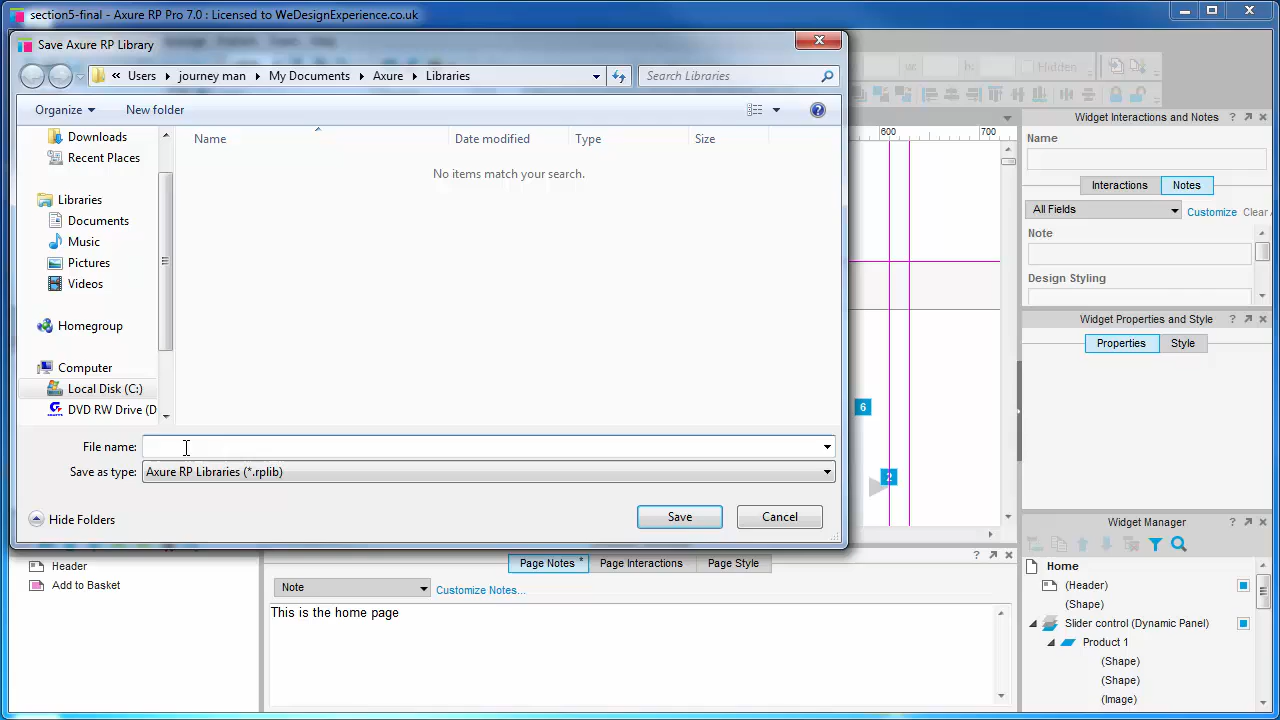 section5-final - Axure RP Pro 7.0 : Licensed to WeDesignExperience.co.uk
Save Axure RP Library
Users journey man My Documents Axure Libraries
Search Libraries
Organize New folder
Hidden
Name Date modified Type Size
No items match your search.
Downloads
Recent Places
Libraries
Documents
Music
Pictures
Videos
Homegroup
Computer
Local Disk (C:)
DVD RW Drive (D
File name:
Save as type: Axure RP Libraries (*.rplib)
Hide Folders
Save Cancel
600 700
6
2
Widget Interactions and Notes
Name
Interactions Notes
All Fields Customize Clear
Note
Design Styling
Widget Properties and Style
Properties Style
Widget Manager
Home
(Header)
(Shape)
Slider control (Dynamic Panel)
Product 1
(Shape)
(Shape)
(Image)
Header
Add to Basket
Page Notes * Page Interactions Page Style
Note Customize Notes...
This is the home page